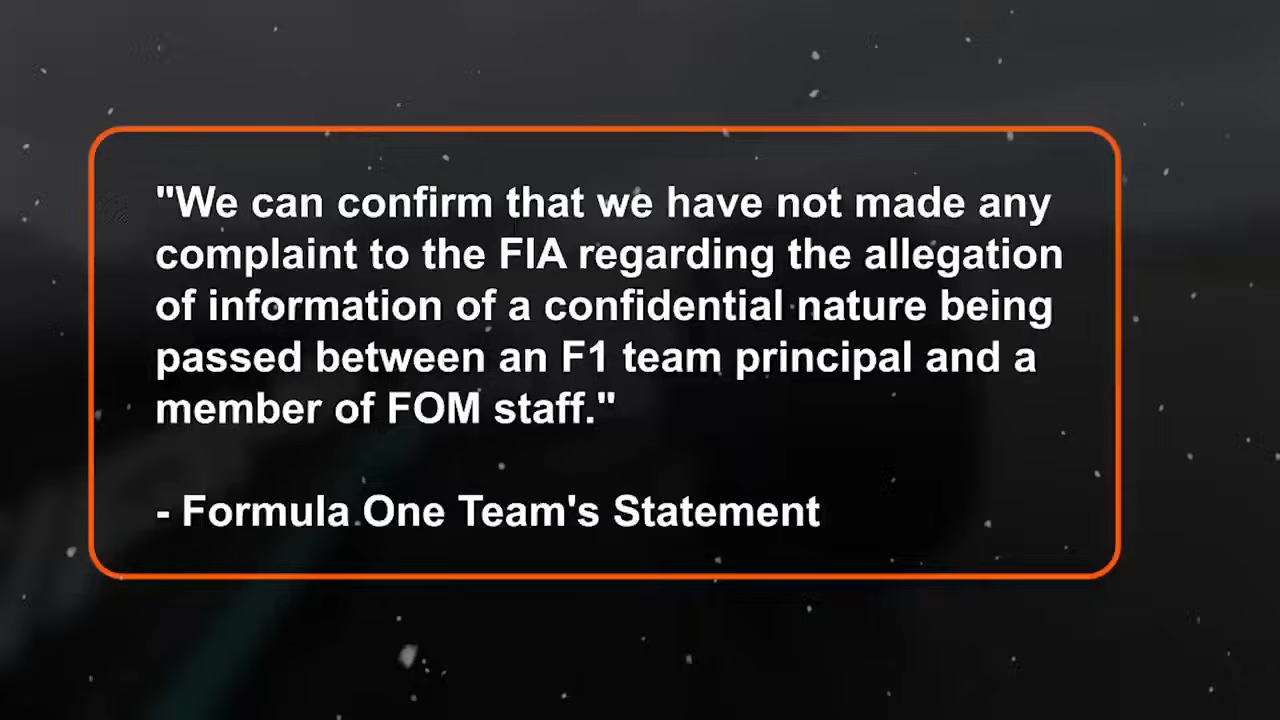 "We can confirm that we have not made any
complaint to the FIA regarding the allegation
of information of a confidential nature being
passed between an F1 team principal and a
member of FOM staff."
- Formula One Team's Statement